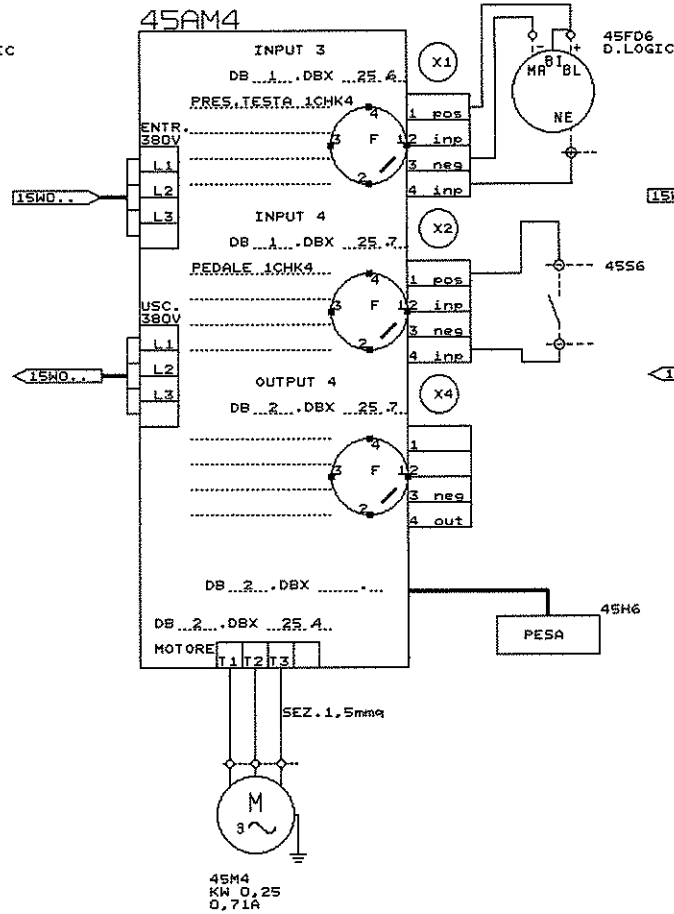 45AM4
IC
INPUT 3
DB 1 .DBX 25.6
X1
45FD6
D.LOGIC
- +
MA BI BL
NE
PRES.TESTA 1CHK4
4
3 F 1
2
1 pos
2 inp
3 neg
4 inp
ENTR.
380V
L1
L2
L3
15W0..
15W
INPUT 4
DB 1 .DBX 25.7
X2
PEDALE 1CHK4
4
3 F 1
2
1 pos
2 inp
3 neg
4 inp
45S6
USC.
380V
L1
L2
L3
15W0..
1
OUTPUT 4
DB 2 .DBX 25.7
X4
4
3 F 1
2
1
2
3 neg
4 out
DB 2 .DBX .
DB 2 .DBX 25.4
45H6
PESA
MOTORE T1 T2 T3
SEZ.1,5mmq
M
3
45M4
KW 0,25
0,71A